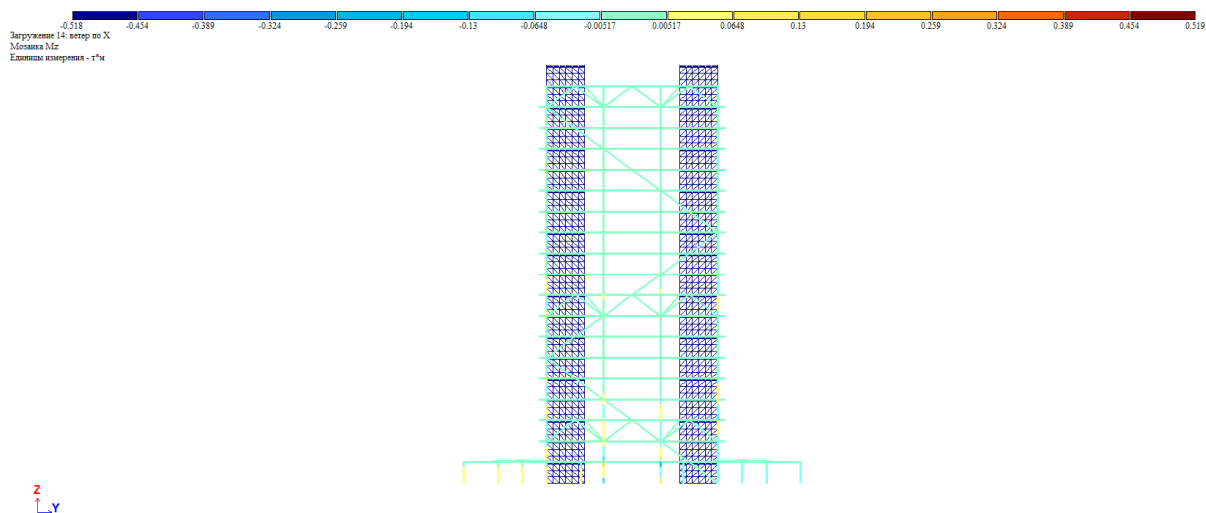 -0.518 -0.454 -0.389 -0.324 -0.259 -0.194 -0.13 -0.0648 -0.00517 0.00517 0.0648 0.13 0.194 0.259 0.324 0.389 0.454 0.519
Загружение 14: ветер по X
Мозаика Mz
Единицы измерения - т*м
Z
Y